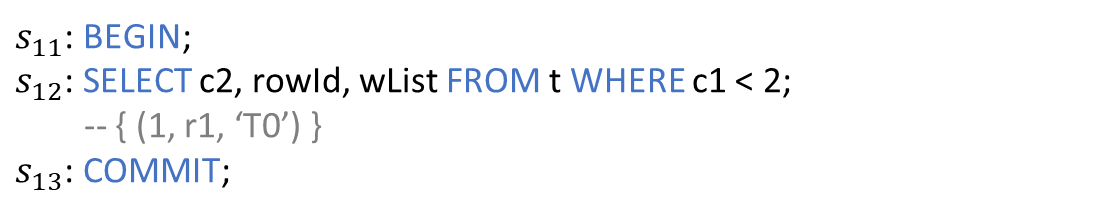 s11: BEGIN;
s12: SELECT c2, rowId, wList FROM t WHERE c1 < 2;
-- { (1, r1, ‘T0’) }
s13: COMMIT;